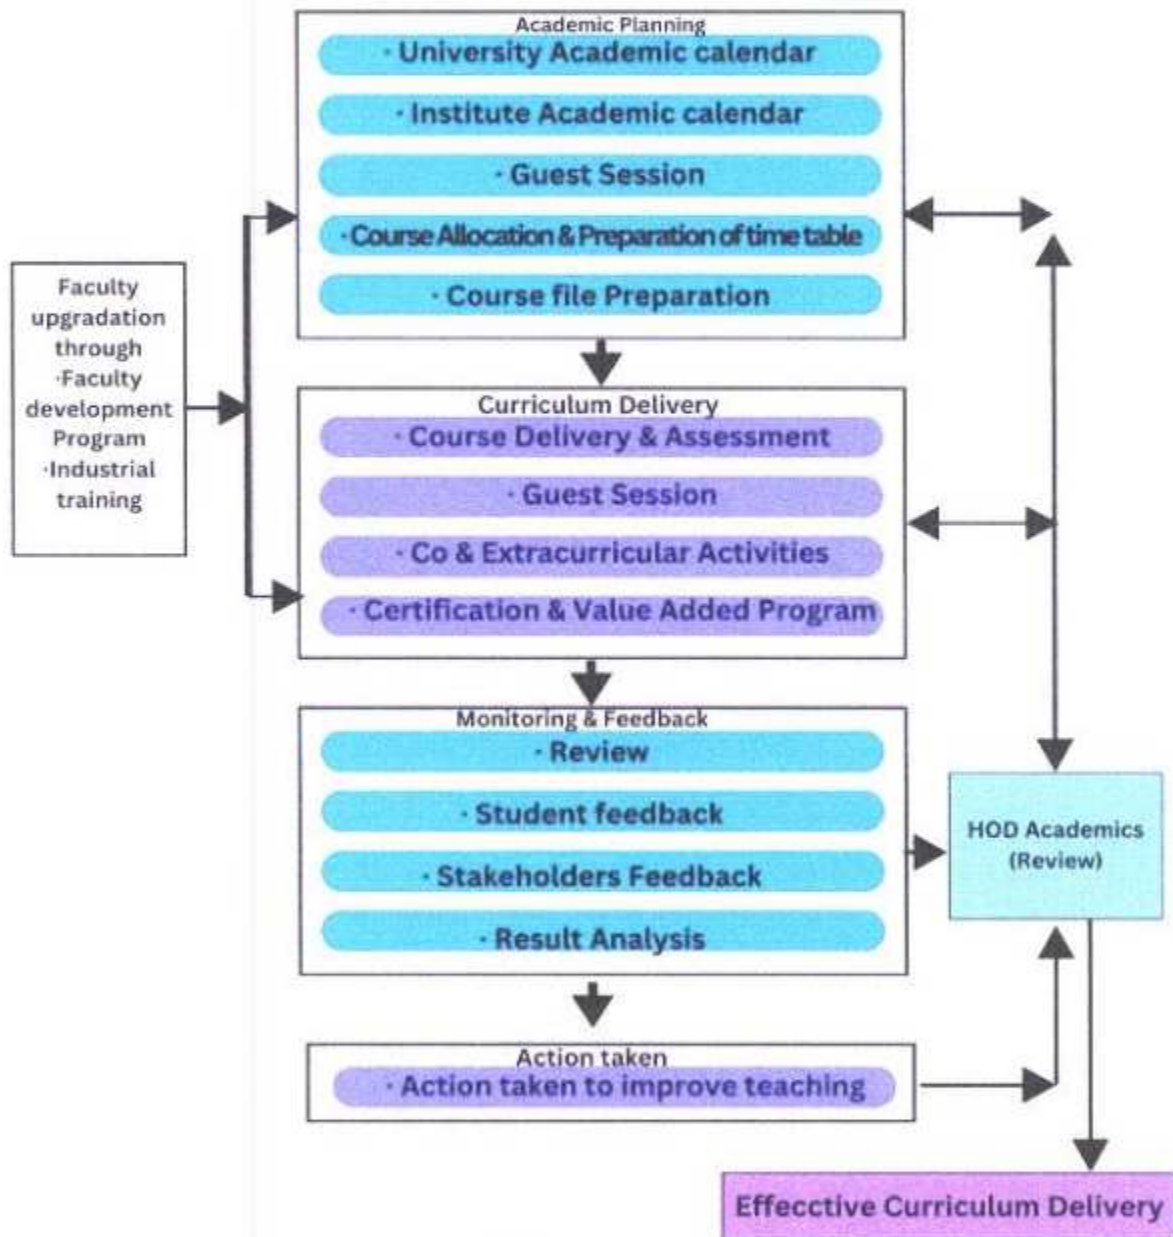 Academic Planning
· University Academic calendar
· Institute Academic calendar
· Guest Session
· Course Allocation & Preparation of time table
· Course file Preparation
Faculty
upgradation
through
·Faculty
development
Program
·Industrial
training
Curriculum Delivery
· Course Delivery & Assessment
· Guest Session
· Co & Extracurricular Activities
· Certification & Value Added Program
Monitoring & Feedback
· Review
· Student feedback
· Stakeholders Feedback
· Result Analysis
HOD Academics
(Review)
Action taken
· Action taken to improve teaching
Effecctive Curriculum Delivery